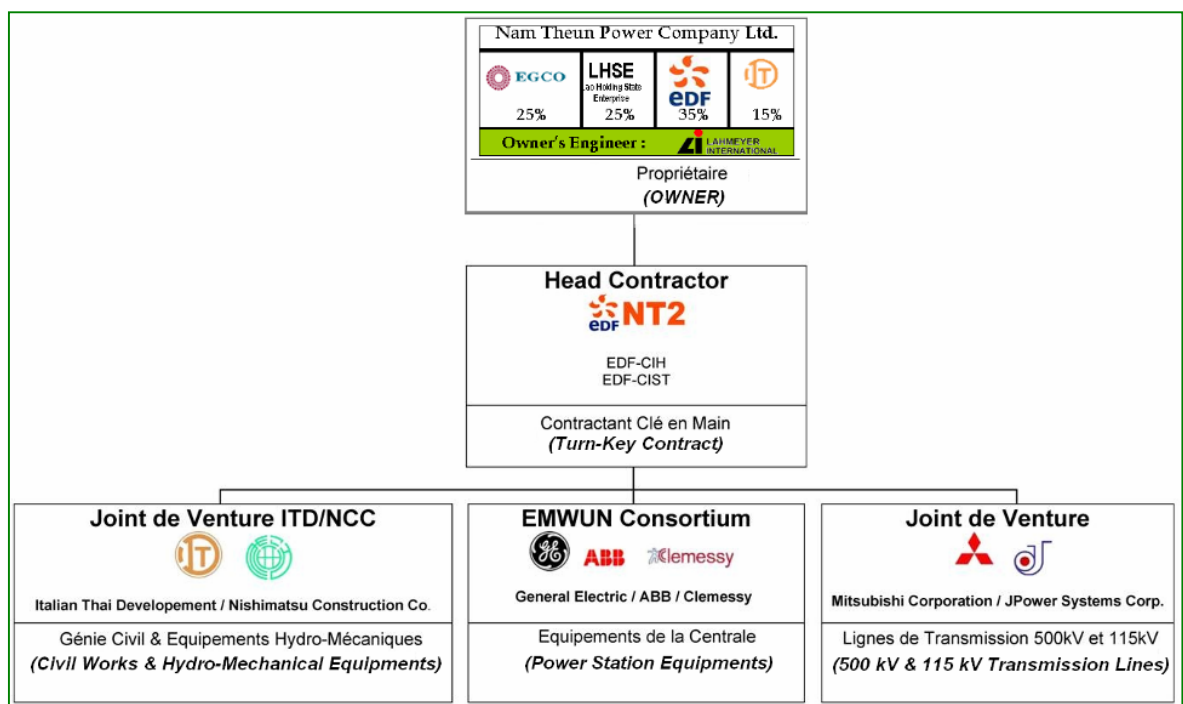 Nam Theun Power Company Ltd.
EGCO
25%
LHSE
ao Holding State
Enterprise
25%
eDF
35%
15%
Owner's Engineer :
LAHMEYER
INTERNATIONAL
Propriétaire
(OWNER)
Head Contractor
eDF NT2
EDF-CIH
EDF-CIST
Contractant Clé en Main
(Turn-Key Contract)
Joint de Venture ITD/NCC
Italian Thai Developement / Nishimatsu Construction Co.
Génie Civil & Equipements Hydro-Mécaniques
(Civil Works & Hydro-Mechanical Equipments)
EMWUN Consortium
GE ABB Clemessy
General Electric / ABB / Clemessy
Equipements de la Centrale
(Power Station Equipments)
Joint de Venture
Mitsubishi Corporation / JPower Systems Corp.
Lignes de Transmission 500kV et 115kV
(500 kV & 115 kV Transmission Lines)